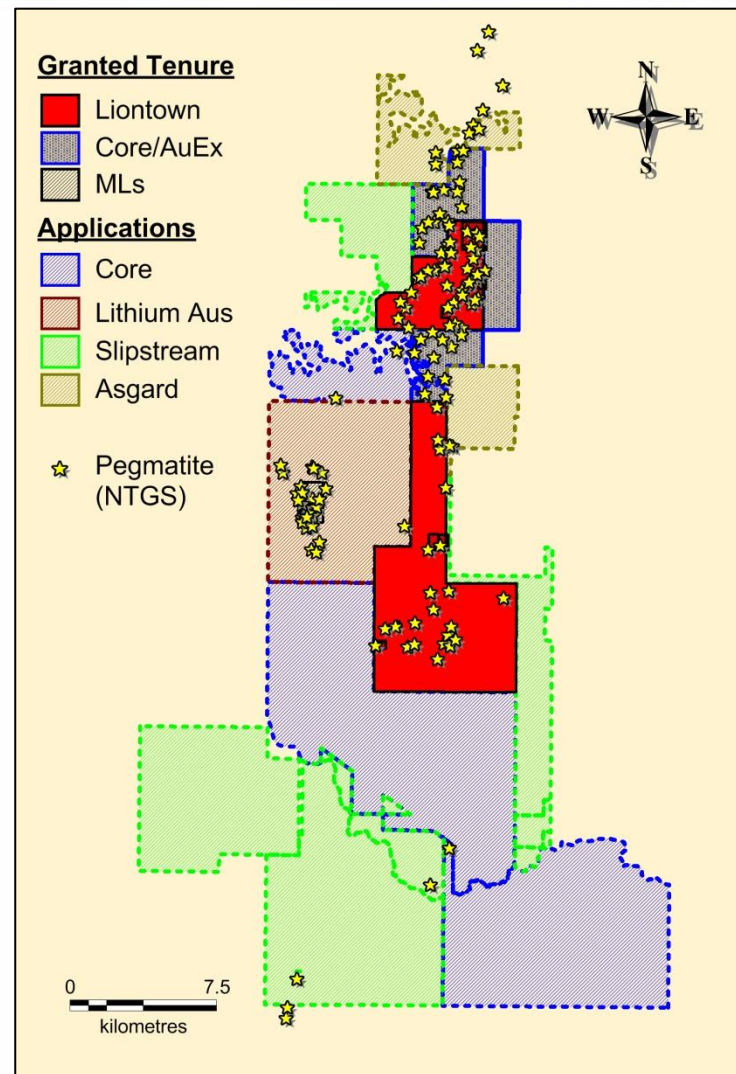 Granted Tenure
Liontown
Core/AuEx
MLs
Applications
Core
Lithium Aus
Slipstream
Asgard
Pegmatite
(NTGS)
N
W E
S
0 7.5
kilometres